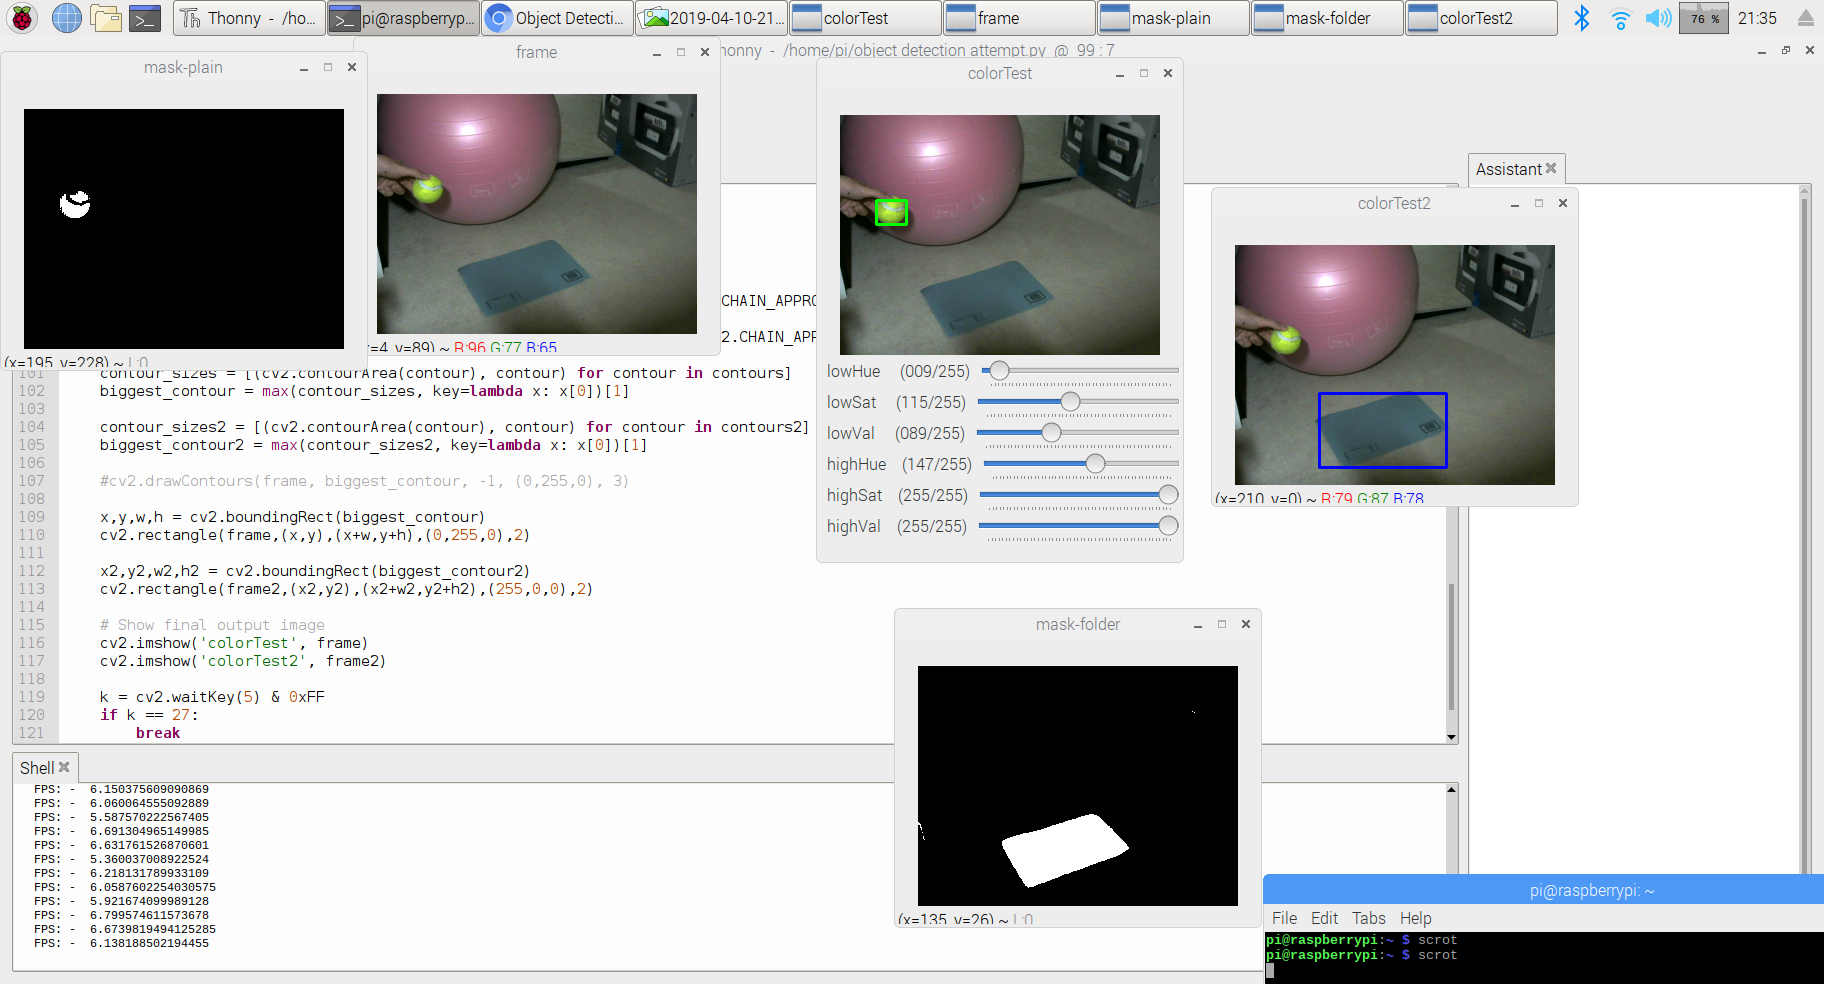 Thonny - /ho...
pi@raspberryp...
Object Detecti...
2019-04-10-21...
colorTest
frame
mask-plain
mask-folder
colorTest2
76 %
21:35
honny - /home/pi/object detection attempt.py @ 99 : 7
mask-plain
frame
colorTest
Assistant
colorTest2
(x=195, y=228) ~ L:0
=4, y=89) ~ R:96 G:77 B:65
CHAIN_APPRO
2.CHAIN_APP
lowHue (009/255)
lowSat (115/255)
lowVal (089/255)
highHue (147/255)
highSat (255/255)
highVal (255/255)
(x=210, y=0) ~ R:79 G:87 B:78
101 contour_sizes = [(cv2.contourArea(contour), contour) for contour in contours]
102 biggest_contour = max(contour_sizes, key=lambda x: x[0])[1]
103
104 contour_sizes2 = [(cv2.contourArea(contour), contour) for contour in contours2]
105 biggest_contour2 = max(contour_sizes2, key=lambda x: x[0])[1]
106
107 #cv2.drawContours(frame, biggest_contour, -1, (0,255,0), 3)
108
109 x,y,w,h = cv2.boundingRect(biggest_contour)
110 cv2.rectangle(frame,(x,y),(x+w,y+h),(0,255,0),2)
111
112 x2,y2,w2,h2 = cv2.boundingRect(biggest_contour2)
113 cv2.rectangle(frame2,(x2,y2),(x2+w2,y2+h2),(255,0,0),2)
114
115 # Show final output image
116 cv2.imshow('colorTest', frame)
117 cv2.imshow('colorTest2', frame2)
118
119 k = cv2.waitKey(5) & 0xFF
120 if k == 27:
121 break
mask-folder
(x=135, y=26) ~ L:0
Shell
FPS: - 6.150375609090869
FPS: - 6.060064555092889
FPS: - 5.587570222567405
FPS: - 6.691304965149985
FPS: - 6.631761526870601
FPS: - 5.360037008922524
FPS: - 6.218131789933109
FPS: - 6.0587602254030575
FPS: - 5.921674099989128
FPS: - 6.799574611573678
FPS: - 6.6739819494125285
FPS: - 6.138188502194455
pi@raspberrypi: ~
File Edit Tabs Help
pi@raspberrypi:~ $ scrot
pi@raspberrypi:~ $ scrot